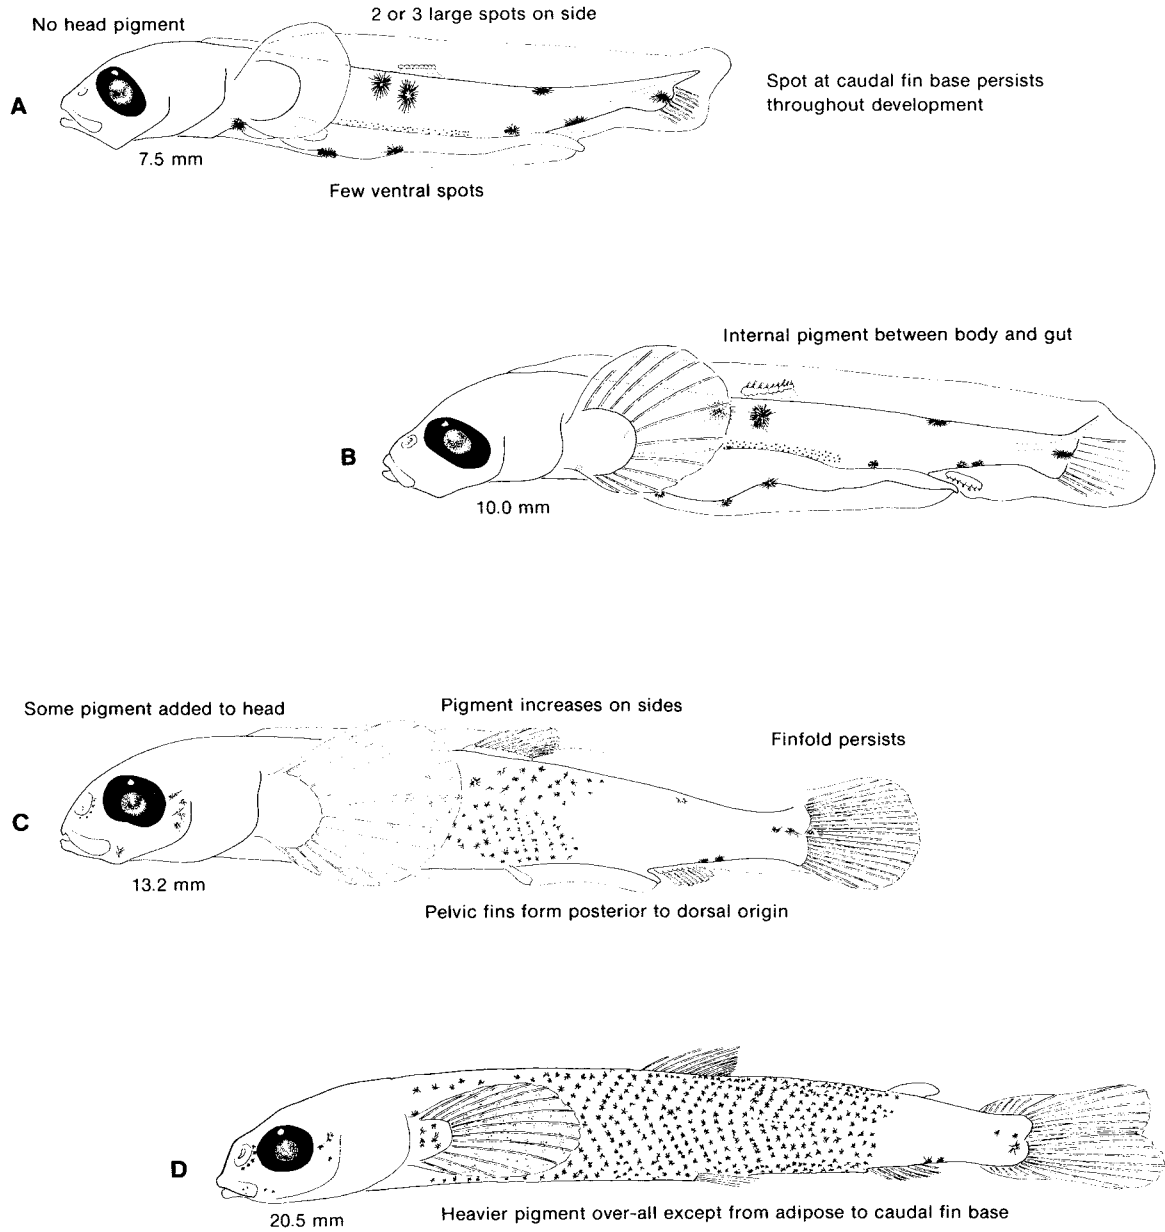 No head pigment
2 or 3 large spots on side
A
Spot at caudal fin base persists
throughout development
7.5 mm
Few ventral spots
Internal pigment between body and gut
B
10.0 mm
Some pigment added to head
Pigment increases on sides
Finfold persists
C
13.2 mm
Pelvic fins form posterior to dorsal origin
D
20.5 mm
Heavier pigment over-all except from adipose to caudal fin base